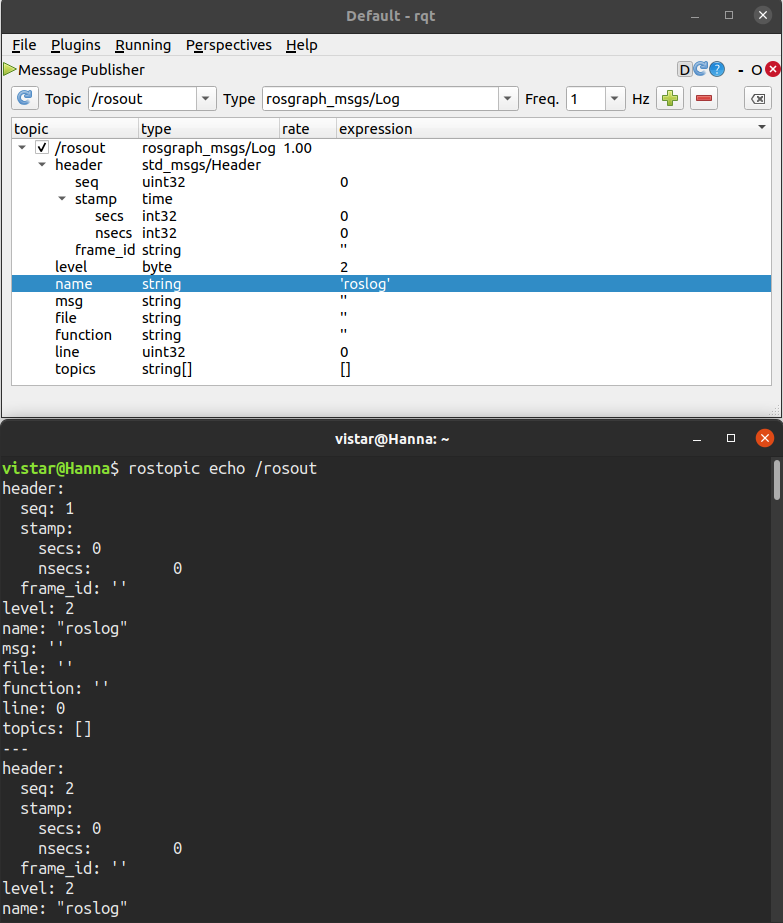 Default - rqt
File Plugins Running Perspectives Help
Message Publisher D ? - O
Topic /rosout Type rosgraph_msgs/Log Freq. 1 Hz
topic type rate expression
/rosout rosgraph_msgs/Log 1.00
header std_msgs/Header
seq uint32 0
stamp time
secs int32 0
nsecs int32 0
frame_id string ''
level byte 2
name string 'roslog'
msg string ''
file string ''
function string ''
line uint32 0
topics string[] []
vistar@Hanna: ~
vistar@Hanna$ rostopic echo /rosout
header:
seq: 1
stamp:
secs: 0
nsecs: 0
frame_id: ''
level: 2
name: "roslog"
msg: ''
file: ''
function: ''
line: 0
topics: []
---
header:
seq: 2
stamp:
secs: 0
nsecs: 0
frame_id: ''
level: 2
name: "roslog"